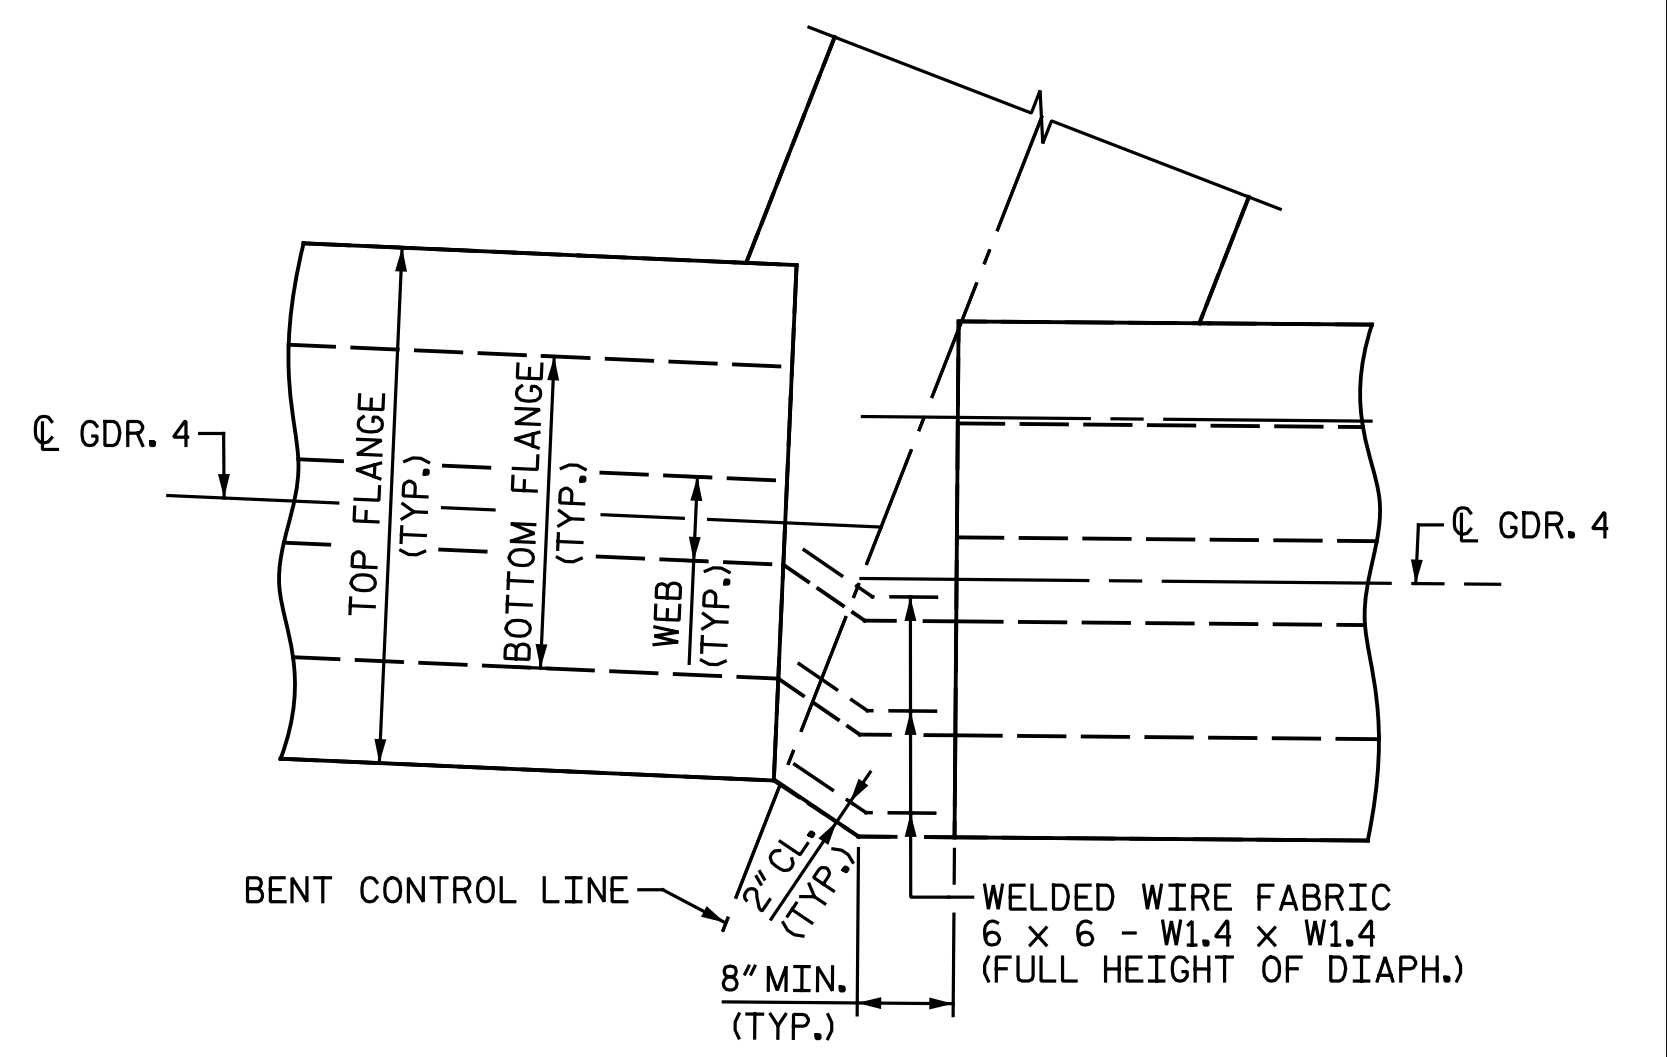 ℄ GDR. 4
TOP FLANGE
(TYP.)
BOTTOM FLANGE
(TYP.)
WEB
(TYP.)
℄ GDR. 4
BENT CONTROL LINE
2" CL.
(TYP.)
8" MIN.
(TYP.)
WELDED WIRE FABRIC
6 x 6 - W1.4 x W1.4
(FULL HEIGHT OF DIAPH.)